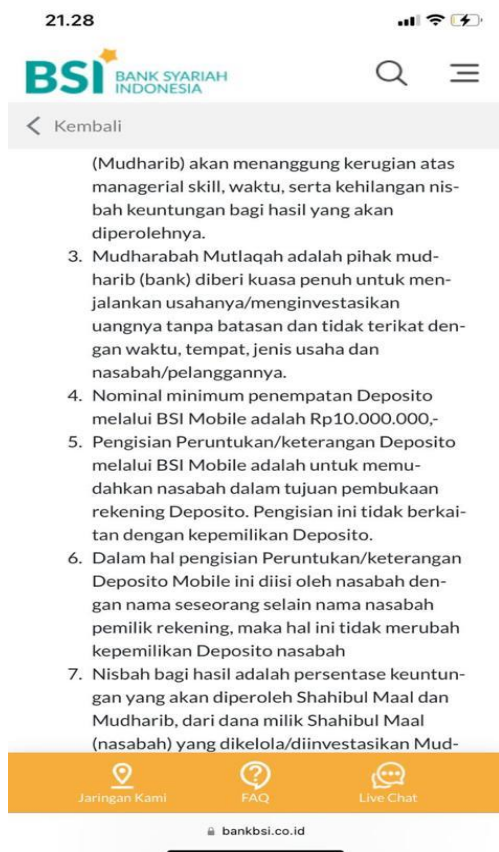 21.28
BSI BANK SYARIAH
INDONESIA
Kembali
(Mudharib) akan menanggung kerugian atas
managerial skill, waktu, serta kehilangan nis-
bah keuntungan bagi hasil yang akan
diperolehnya.
3. Mudharabah Mutlaqah adalah pihak mud-
harib (bank) diberi kuasa penuh untuk men-
jalankan usahanya/menginvestasikan
uangnya tanpa batasan dan tidak terikat den-
gan waktu, tempat, jenis usaha dan
nasabah/pelanggannya.
4. Nominal minimum penempatan Deposito
melalui BSI Mobile adalah Rp10.000.000,-
5. Pengisian Peruntukan/keterangan Deposito
melalui BSI Mobile adalah untuk memu-
dahkan nasabah dalam tujuan pembukaan
rekening Deposito. Pengisian ini tidak berkai-
tan dengan kepemilikan Deposito.
6. Dalam hal pengisian Peruntukan/keterangan
Deposito Mobile ini diisi oleh nasabah den-
gan nama seseorang selain nama nasabah
pemilik rekening, maka hal ini tidak merubah
kepemilikan Deposito nasabah
7. Nisbah bagi hasil adalah persentase keuntun-
gan yang akan diperoleh Shahibul Maal dan
Mudharib, dari dana milik Shahibul Maal
(nasabah) yang dikelola/diinvestasikan Mud-
Jaringan Kami FAQ Live Chat
bankbsi.co.id